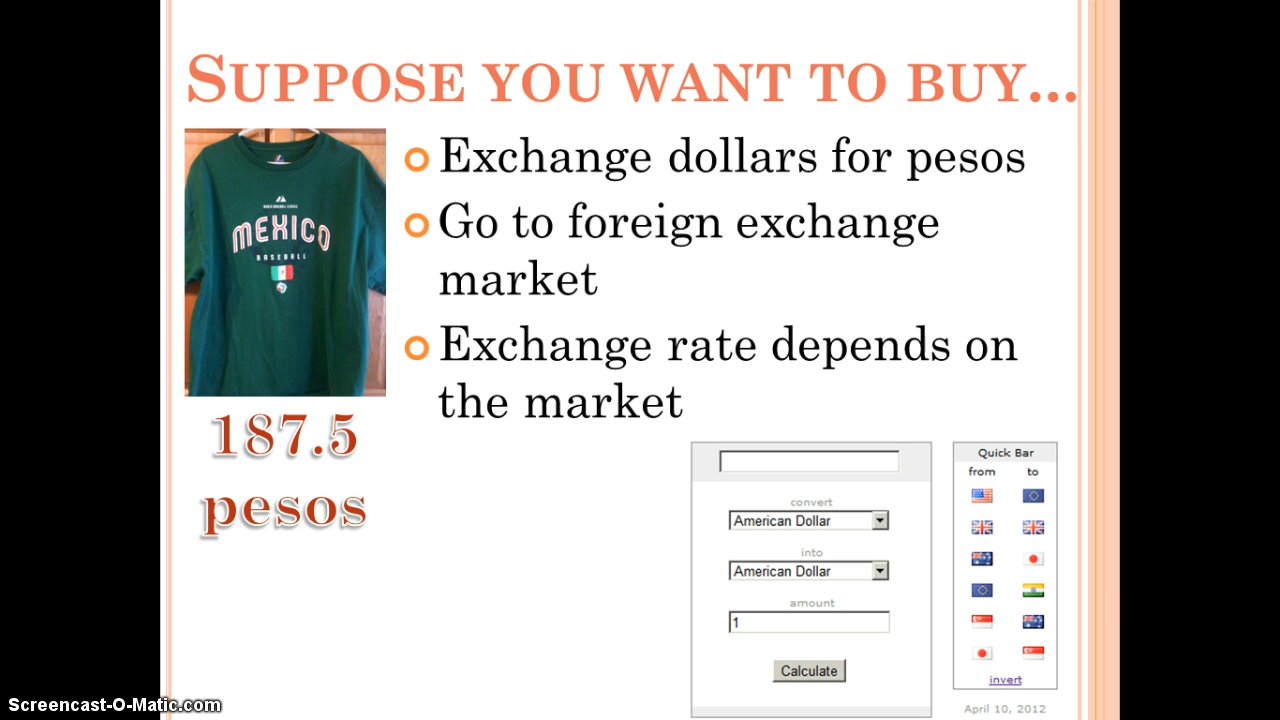 SUPPOSE YOU WANT TO BUY...
MEXICO
BASEBALL
187.5
pesos
Exchange dollars for pesos
Go to foreign exchange
market
Exchange rate depends on
the market
convert
American Dollar
into
American Dollar
amount
1
Calculate
Quick Bar
from to
invert
April 10, 2012
Screencast-O-Matic.com